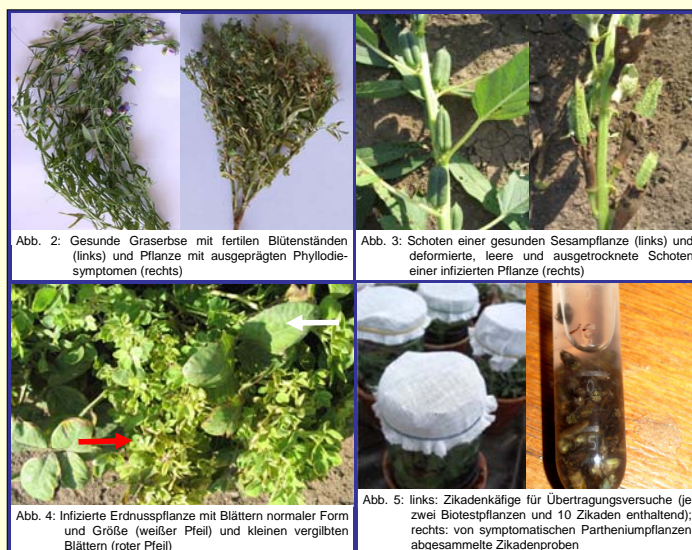 Abb. 2: Gesunde Graserbse mit fertilen Blütenständen
(links) und Pflanze mit ausgeprägten Phyllodie-
symptomen (rechts)
Abb. 3: Schoten einer gesunden Sesampflanze (links) und
deformierte, leere und ausgetrocknete Schoten
einer infizierten Pflanze (rechts)
Abb. 4: Infizierte Erdnusspflanze mit Blättern normaler Form
und Größe (weißer Pfeil) und kleinen vergilbten
Blättern (roter Pfeil)
Abb. 5: links: Zikadenkäfige für Übertragungsversuche (je
zwei Biotestpflanzen und 10 Zikaden enthaltend);
rechts: von symptomatischen Partheniumpflanzen
abgesammelte Zikadenproben